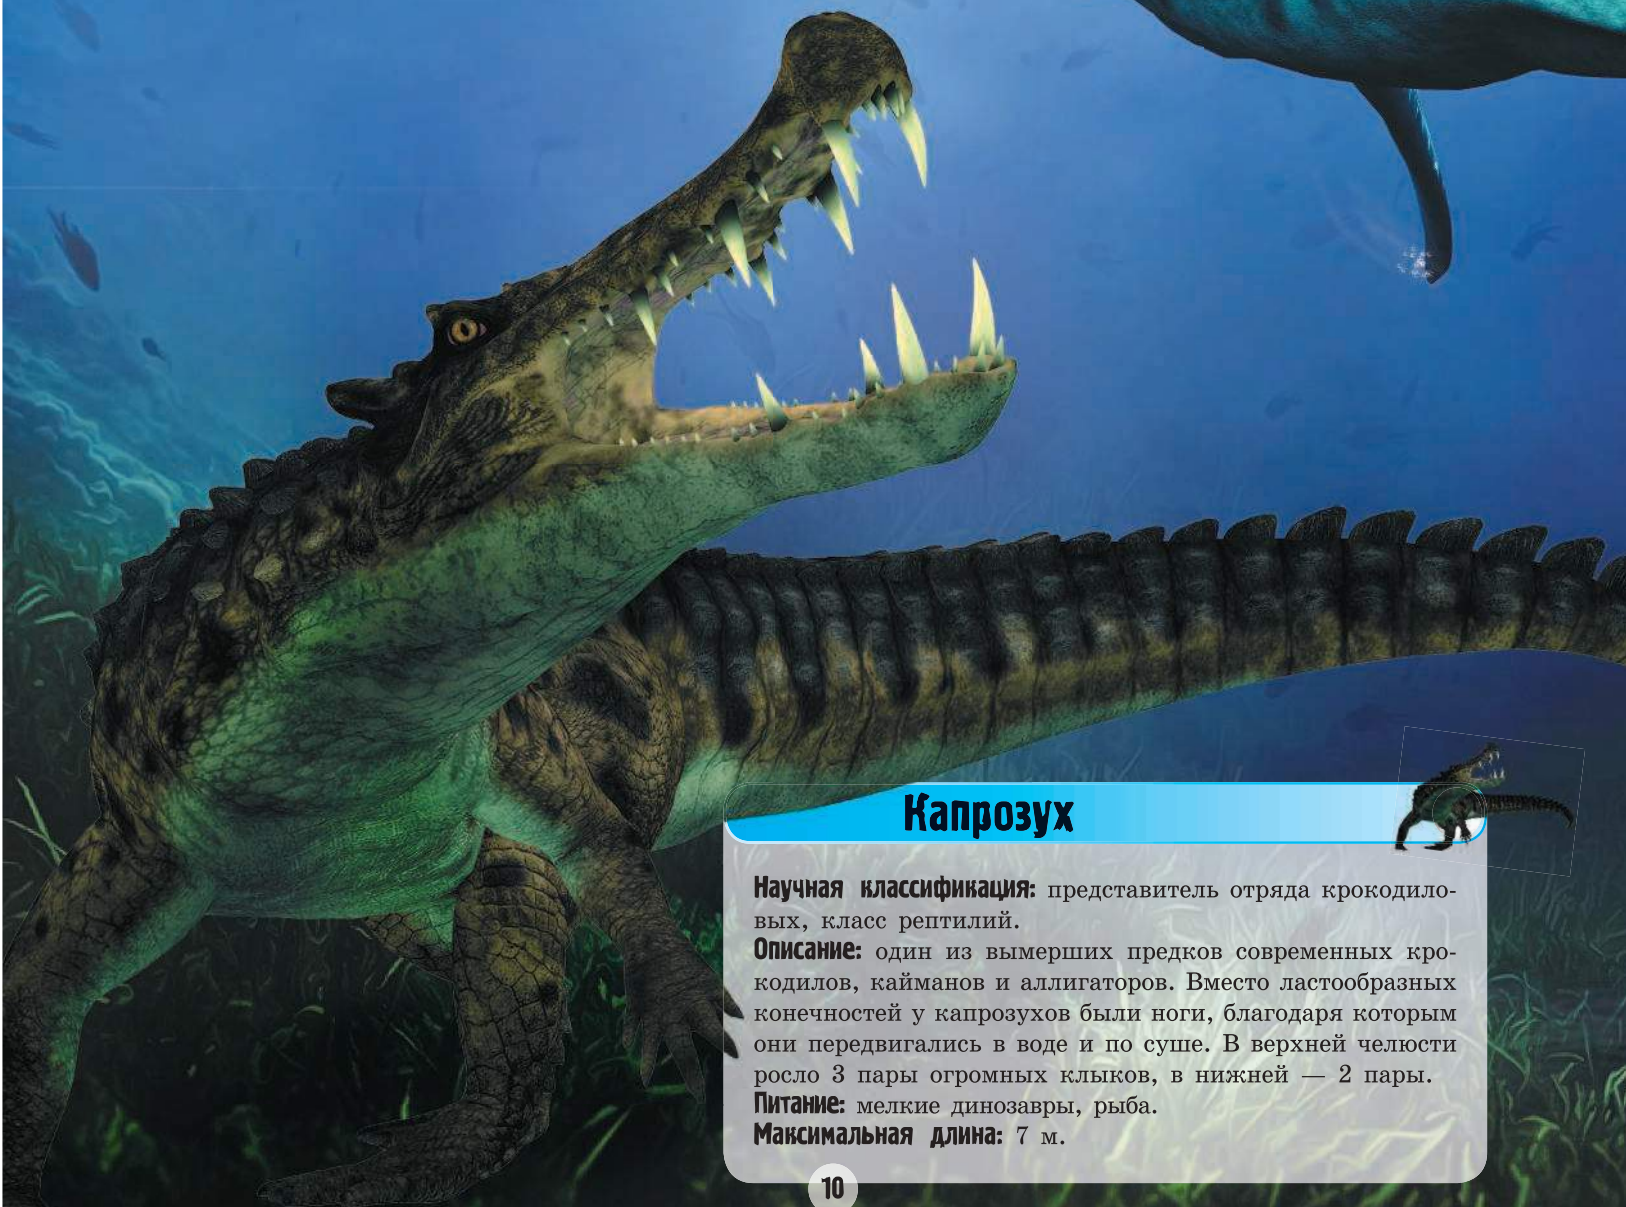 Капрозух
Научная классификация: представитель отряда крокодило-
вых, класс рептилий.
Описание: один из вымерших предков современных кро-
кодилов, кайманов и аллигаторов. Вместо ластообразных
конечностей у капрозухов были ноги, благодаря которым
они передвигались в воде и по суше. В верхней челюсти
росло 3 пары огромных клыков, в нижней — 2 пары.
Питание: мелкие динозавры, рыба.
Максимальная длина: 7 м.
10